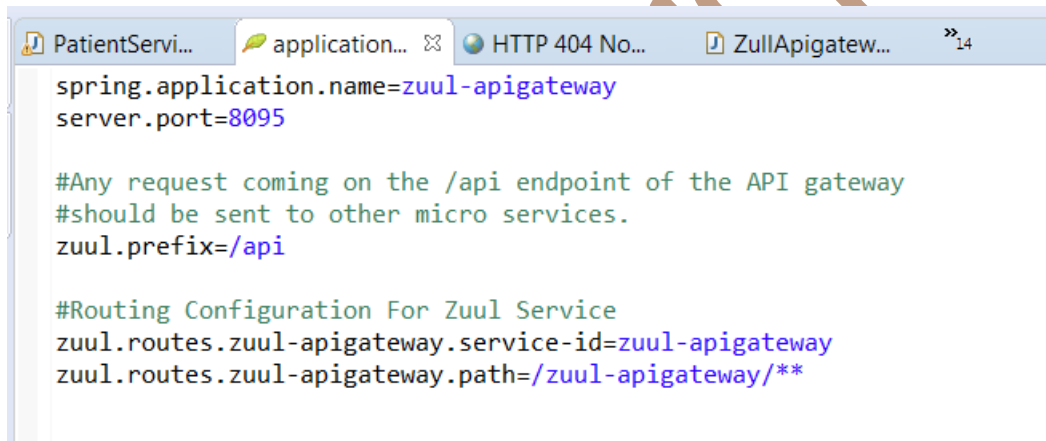 PatientServi... application... HTTP 404 No... ZullApigatew... »14
spring.application.name=zuul-apigateway
server.port=8095
#Any request coming on the /api endpoint of the API gateway
#should be sent to other micro services.
zuul.prefix=/api
#Routing Configuration For Zuul Service
zuul.routes.zuul-apigateway.service-id=zuul-apigateway
zuul.routes.zuul-apigateway.path=/zuul-apigateway/**